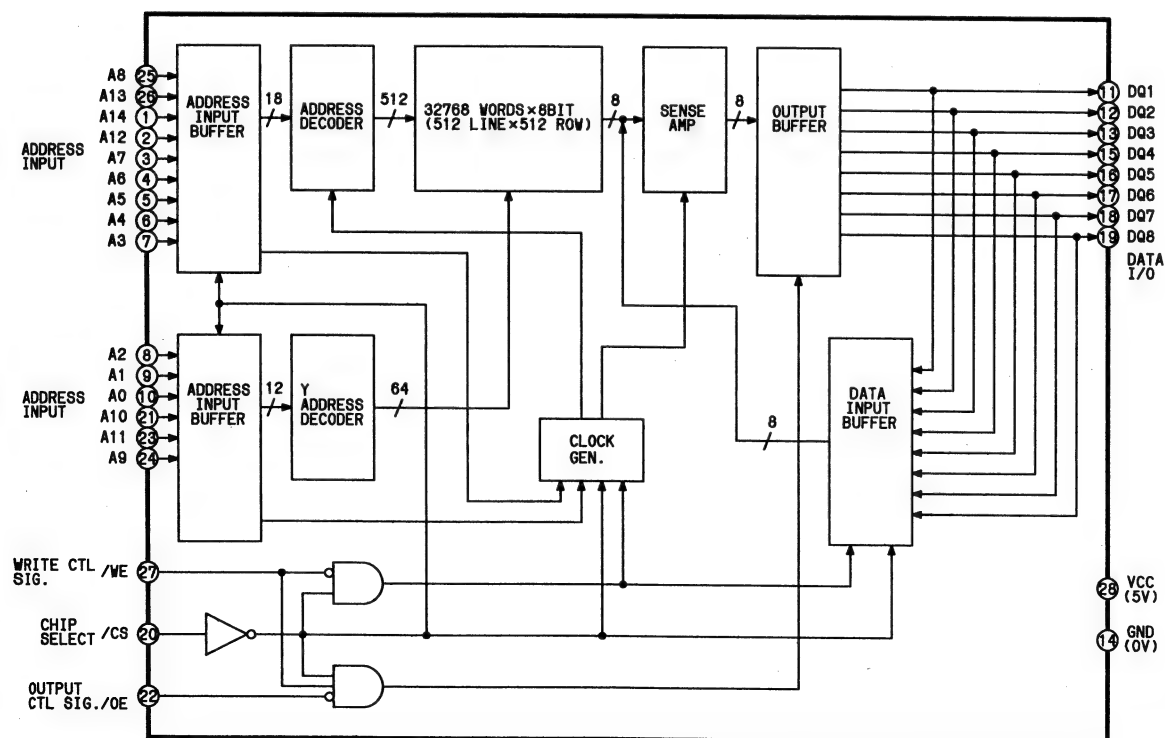 A8 25
A13 26
A14 1
A12 2
A7 3
A6 4
A5 5
A4 6
A3 7
ADDRESS
INPUT
ADDRESS
INPUT
BUFFER
18
ADDRESS
DECODER
512
32768 WORDS×8BIT
(512 LINE×512 ROW)
8
SENSE
AMP
8
OUTPUT
BUFFER
11 DQ1
12 DQ2
13 DQ3
15 DQ4
16 DQ5
17 DQ6
18 DQ7
19 DQ8
DATA
I/O
A2 8
A1 9
A0 10
A10 21
A11 23
A9 24
ADDRESS
INPUT
ADDRESS
INPUT
BUFFER
12
Y
ADDRESS
DECODER
64
CLOCK
GEN.
8
DATA
INPUT
BUFFER
WRITE CTL /WE 27
SIG.
CHIP
SELECT /CS 20
OUTPUT
CTL SIG./OE 22
28 VCC
(5V)
14 GND
(0V)